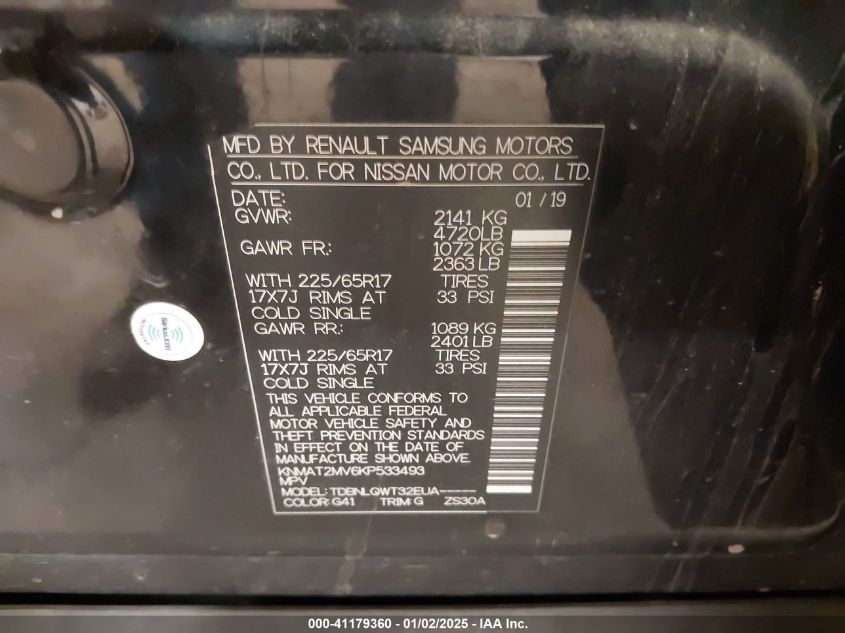 MFD BY RENAULT SAMSUNG MOTORS
CO., LTD. FOR NISSAN MOTOR CO., LTD.
DATE: 01 / 19
GVWR: 2141 KG
4720LB
GAWR FR.: 1072 KG
2363 LB
WITH 225/65R17 TIRES
17X7J RIMS AT 33 PSI
COLD SINGLE
GAWR RR.: 1089 KG
2401 LB
WITH 225/65R17 TIRES
17X7J RIMS AT 33 PSI
COLD SINGLE
THIS VEHICLE CONFORMS TO
ALL APPLICABLE FEDERAL
MOTOR VEHICLE SAFETY AND
THEFT PREVENTION STANDARDS
IN EFFECT ON THE DATE OF
MANUFACTURE SHOWN ABOVE.
KNMAT2MV6KP533493
MPV
MODEL: TDBNLQWT32EUA-----
COLOR: G41 TRIM: G ZS30A
SiriusXM
000-41179360 - 01/02/2025 - IAA Inc.